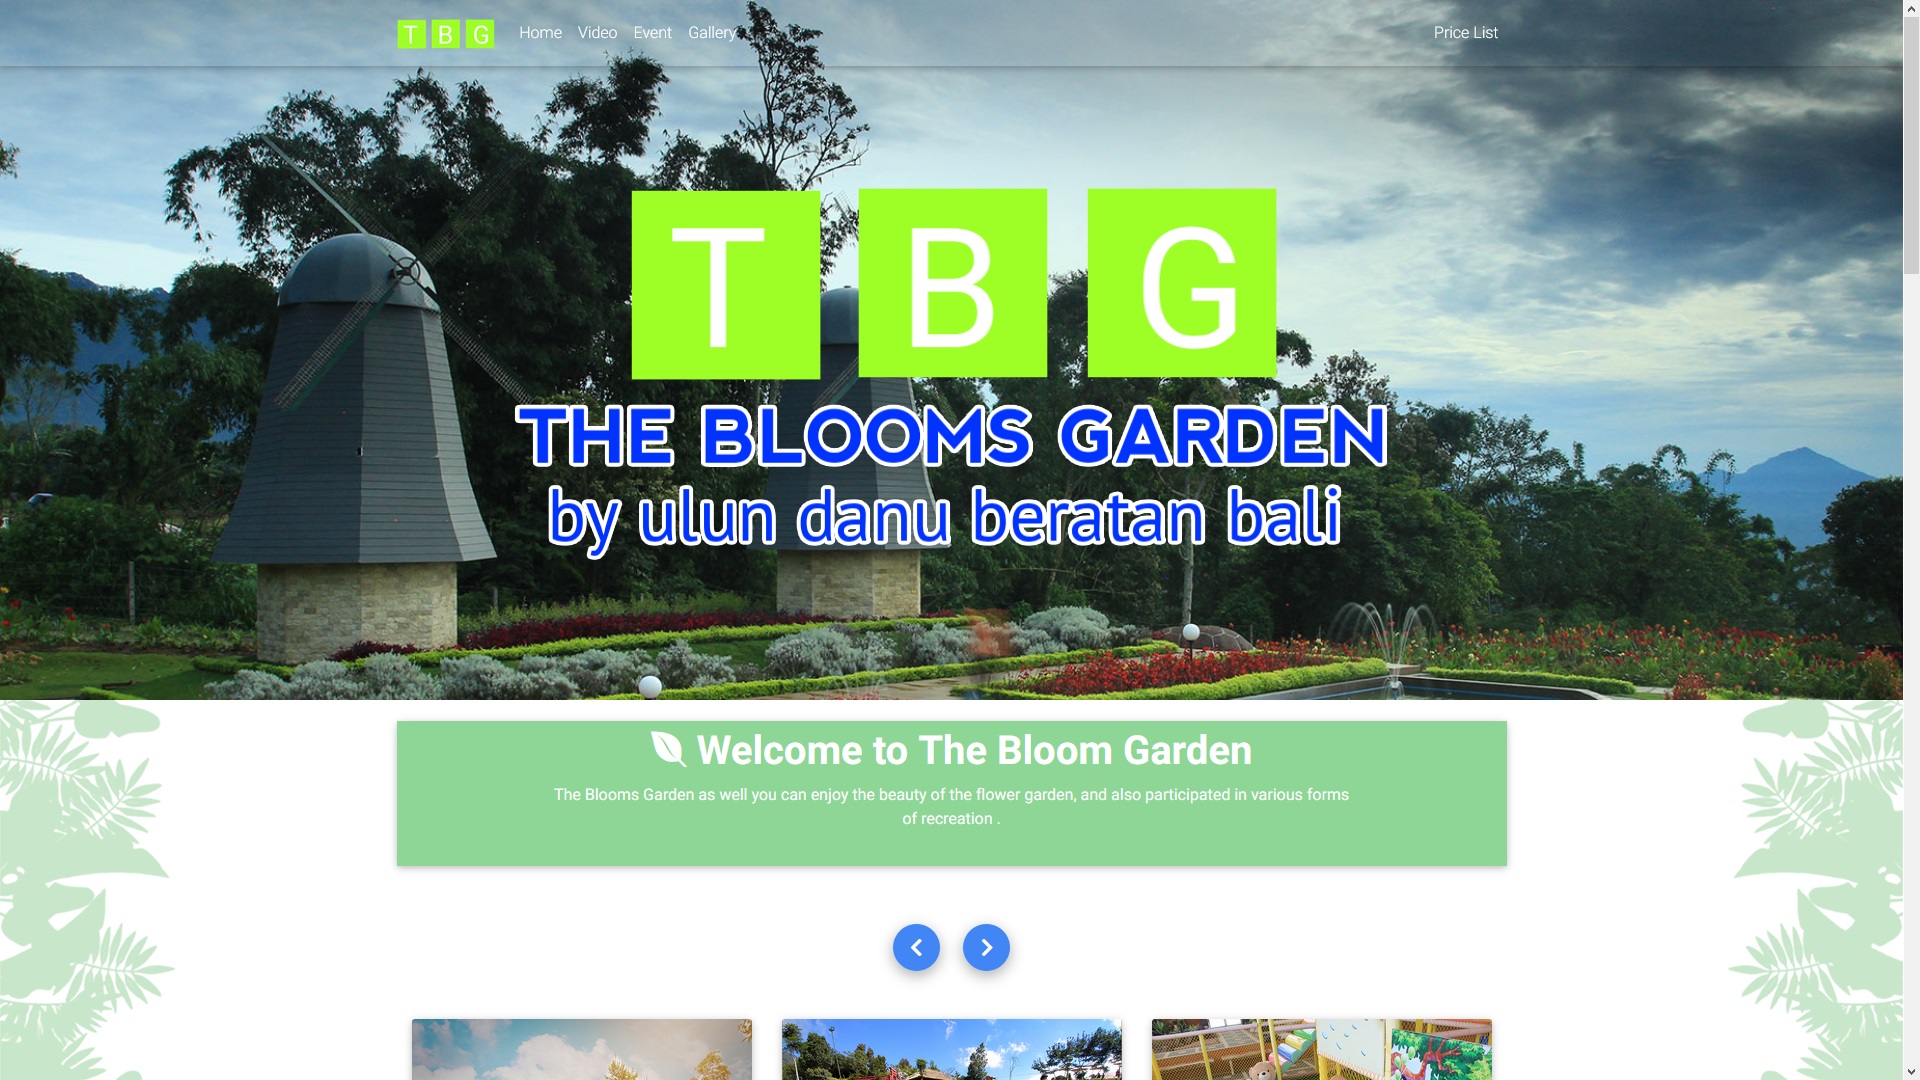 T B G
Home Video Event Gallery Price List
T B G
THE BLOOMS GARDEN
by ulun danu beratan bali
Welcome to The Bloom Garden
The Blooms Garden as well you can enjoy the beauty of the flower garden, and also participated in various forms
of recreation .